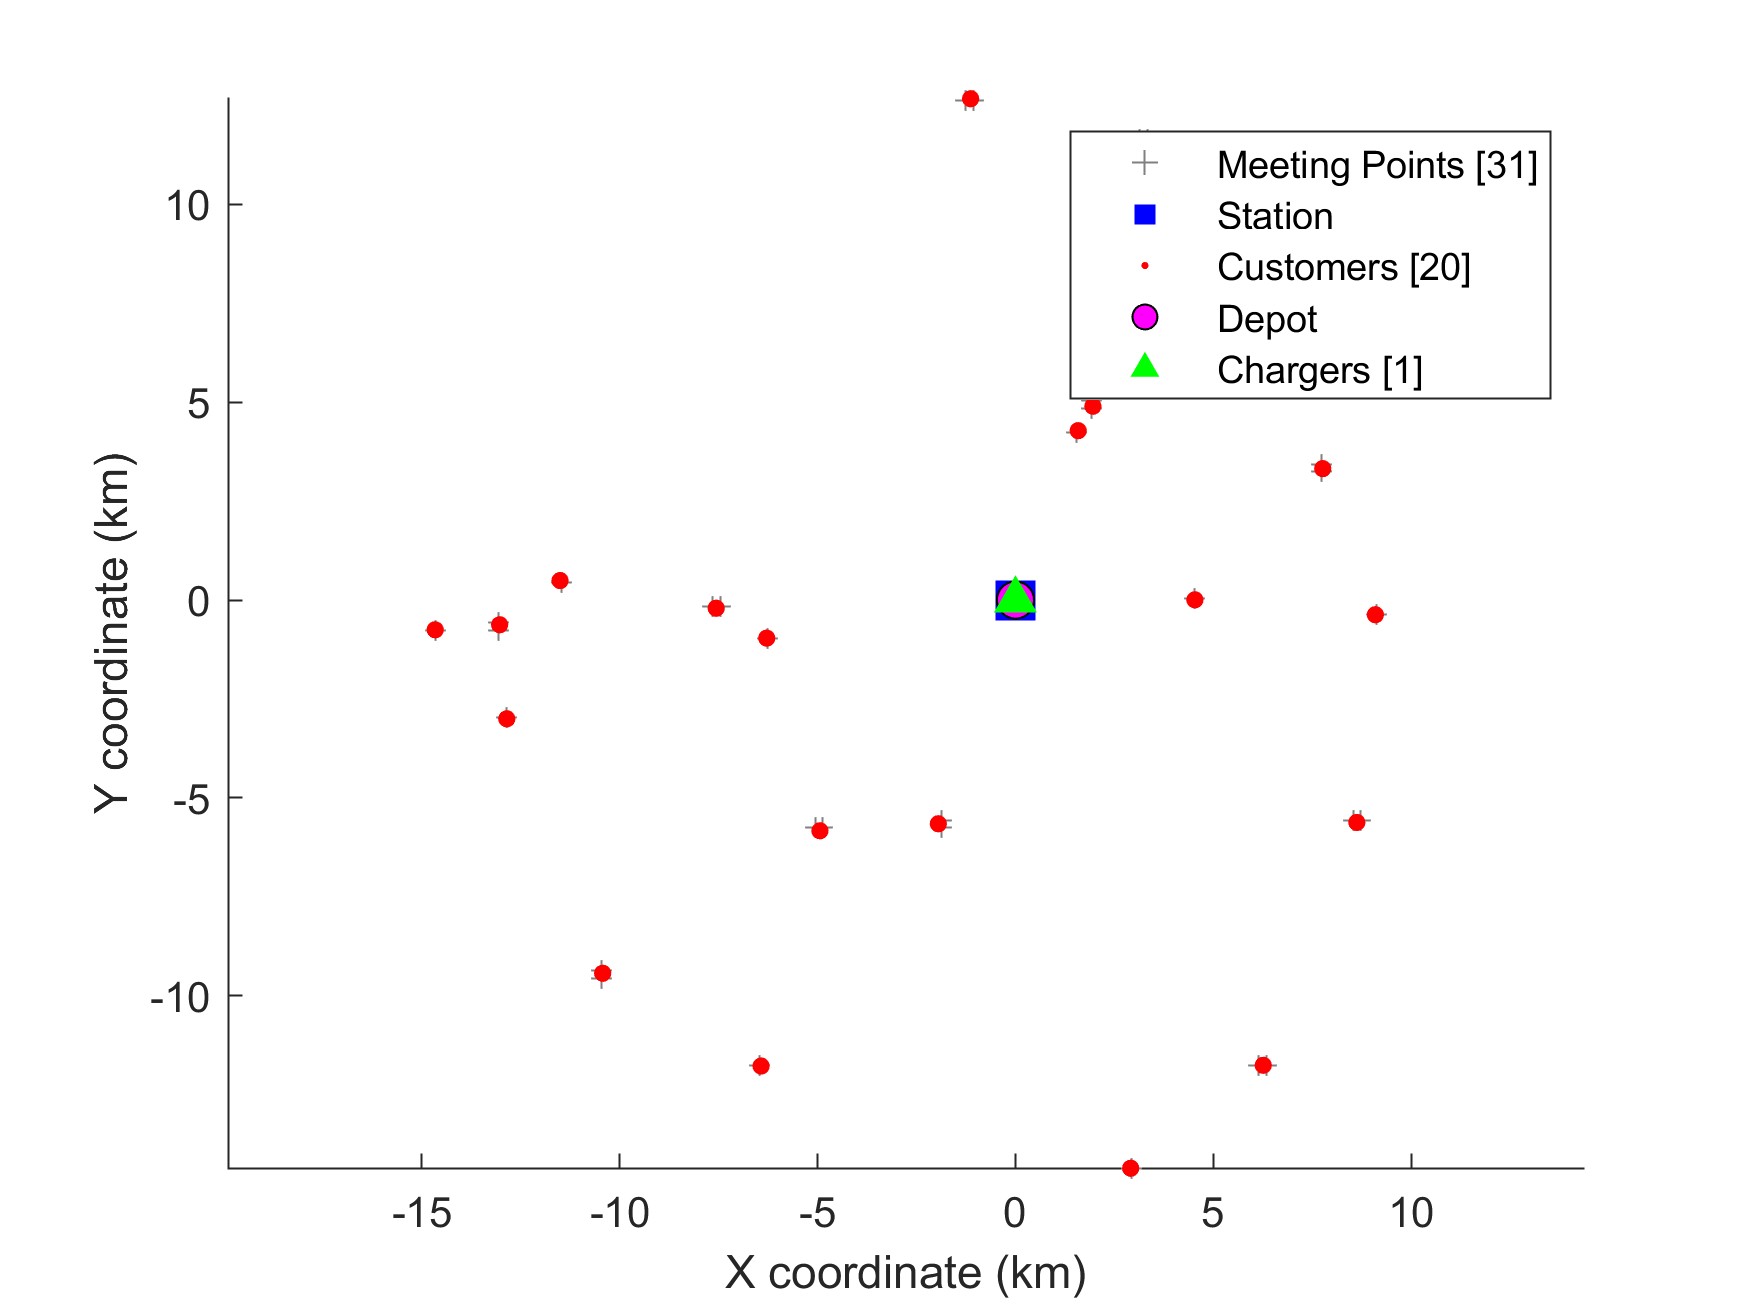 10
5
0
-5
-10
Y coordinate (km)
Meeting Points [31]
Station
Customers [20]
Depot
Chargers [1]
-15 -10 -5 0 5 10
X coordinate (km)